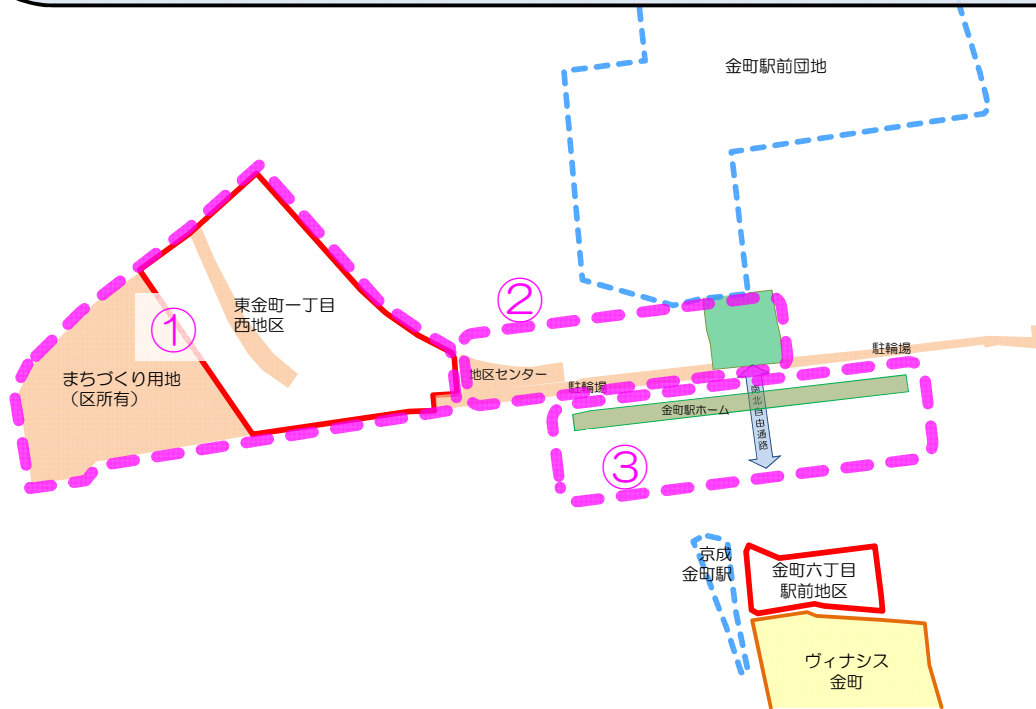 金町駅前団地
②
東金町一丁目
西地区
①
駐輪場
地区センター
まちづくり用地
（区所有）
駐輪場
金町駅ホーム
南北自由通路
③
京成
金町駅
金町六丁目
駅前地区
ヴィナシス
金町